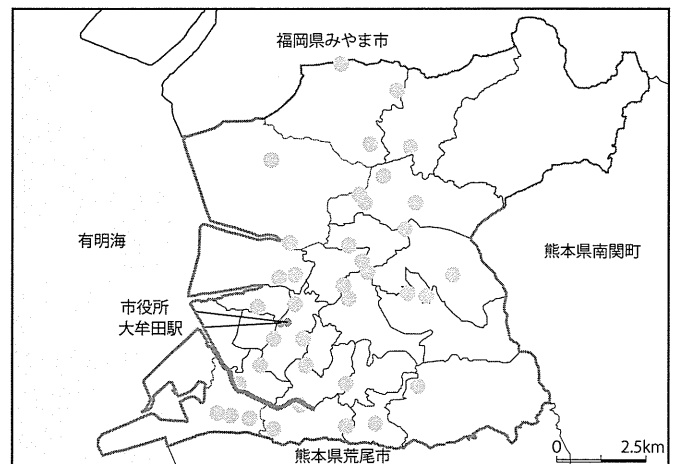 福岡県みやま市
有明海
熊本県南関町
市役所
大牟田駅
熊本県荒尾市
0 2.5km